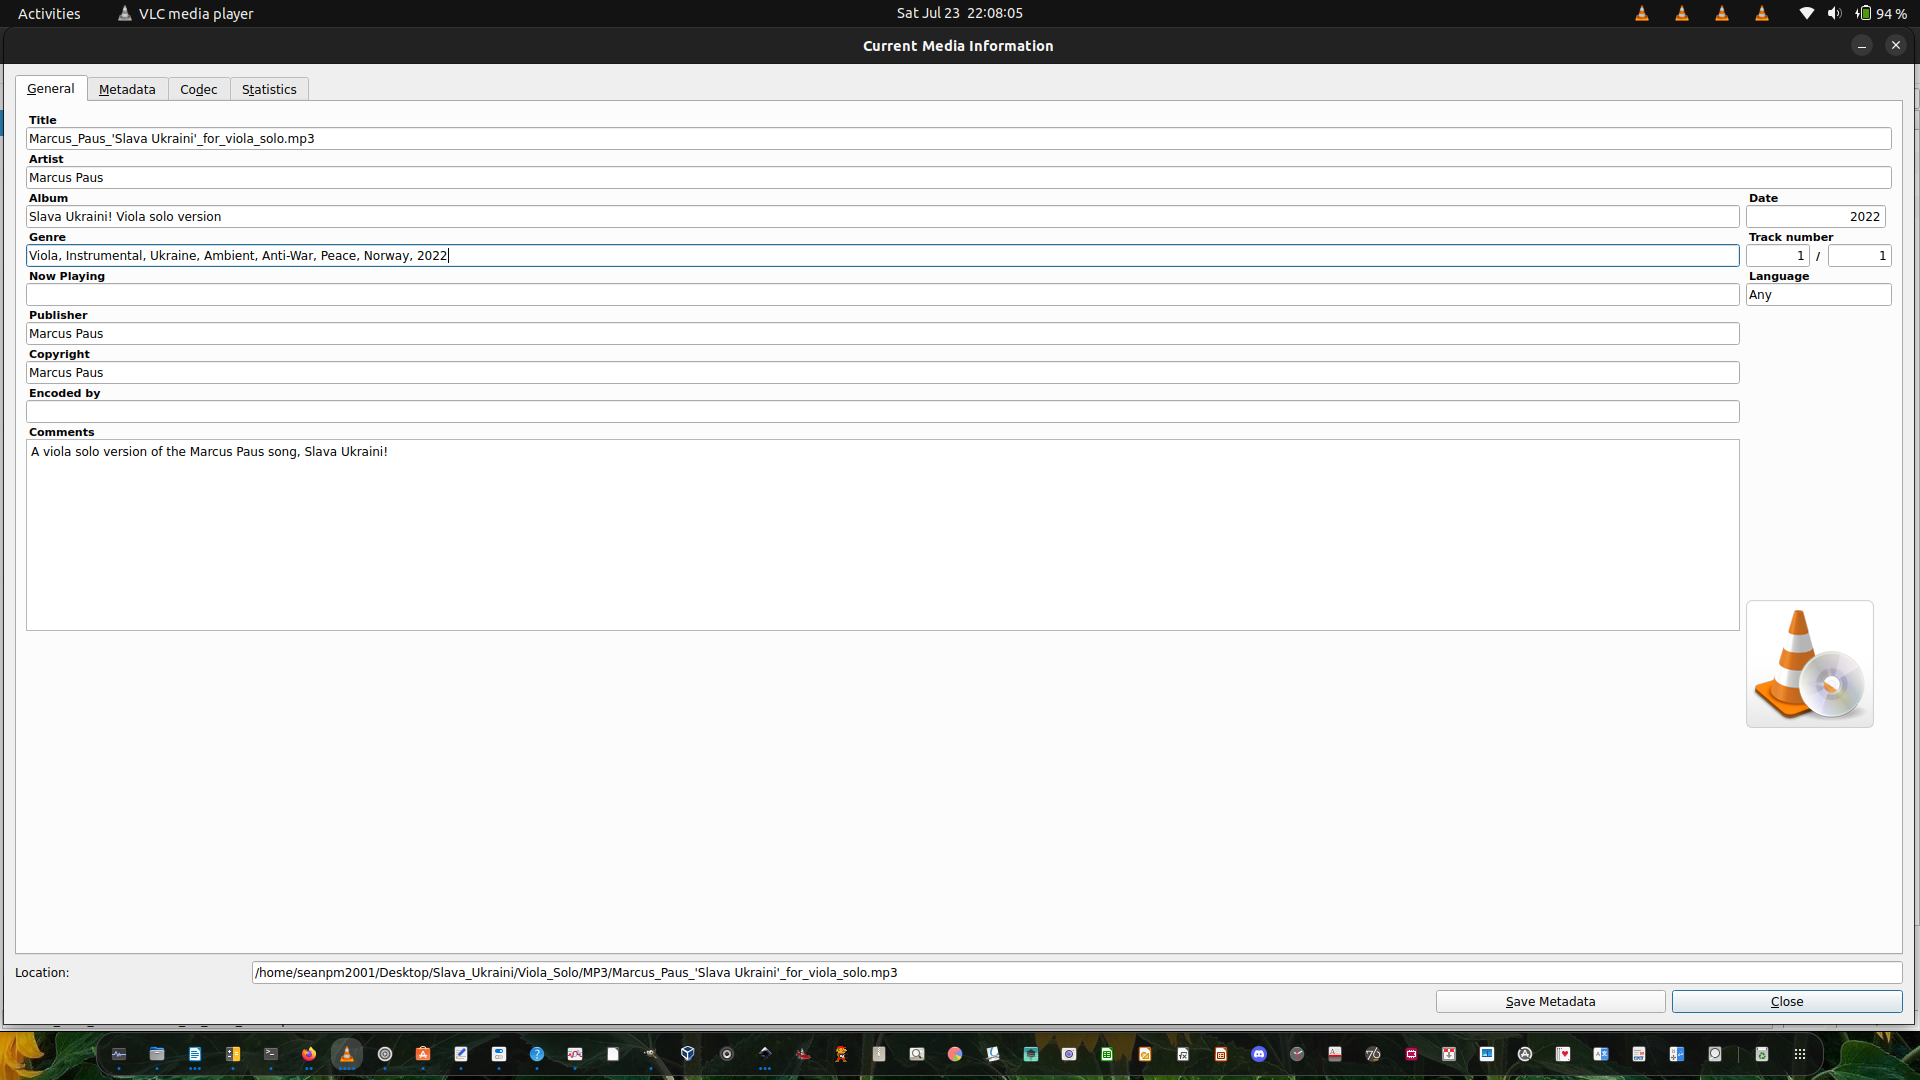 Activities
VLC media player
Sat Jul 23 22:08:05
94 %
Current Media Information
General
Metadata
Codec
Statistics
Title
Marcus_Paus_'Slava Ukraini'_for_viola_solo.mp3
Artist
Marcus Paus
Album
Date
Slava Ukraini! Viola solo version
2022
Genre
Track number
Viola, Instrumental, Ukraine, Ambient, Anti-War, Peace, Norway, 2022
1 / 1
Now Playing
Language
Any
Publisher
Marcus Paus
Copyright
Marcus Paus
Encoded by
Comments
A viola solo version of the Marcus Paus song, Slava Ukraini!
Location:
/home/seanpm2001/Desktop/Slava_Ukraini/Viola_Solo/MP3/Marcus_Paus_'Slava Ukraini'_for_viola_solo.mp3
Save Metadata
Close